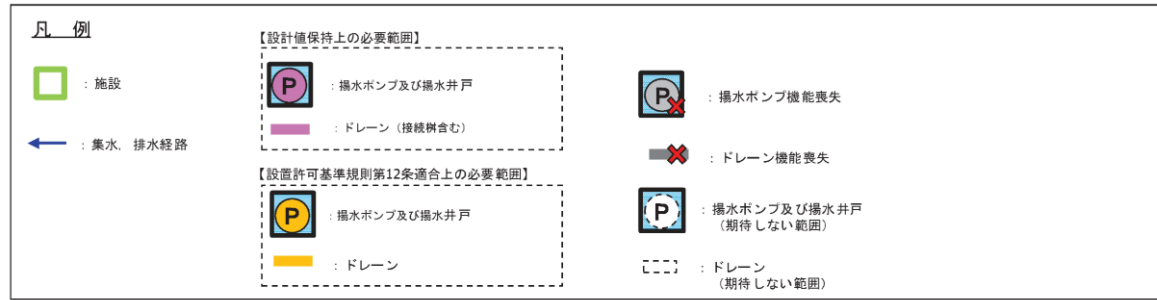 凡 例
: 施設
: 集水, 排水経路
【設計値保持上の必要範囲】
P
: 揚水ポンプ及び揚水井戸
: ドレーン (接続桝含む)
【設置許可基準規則第12条適合上の必要範囲】
P
: 揚水ポンプ及び揚水井戸
: ドレーン
P
: 揚水ポンプ機能喪失
: ドレーン機能喪失
P
: 揚水ポンプ及び揚水井戸
(期待しない範囲)
: ドレーン
(期待しない範囲)